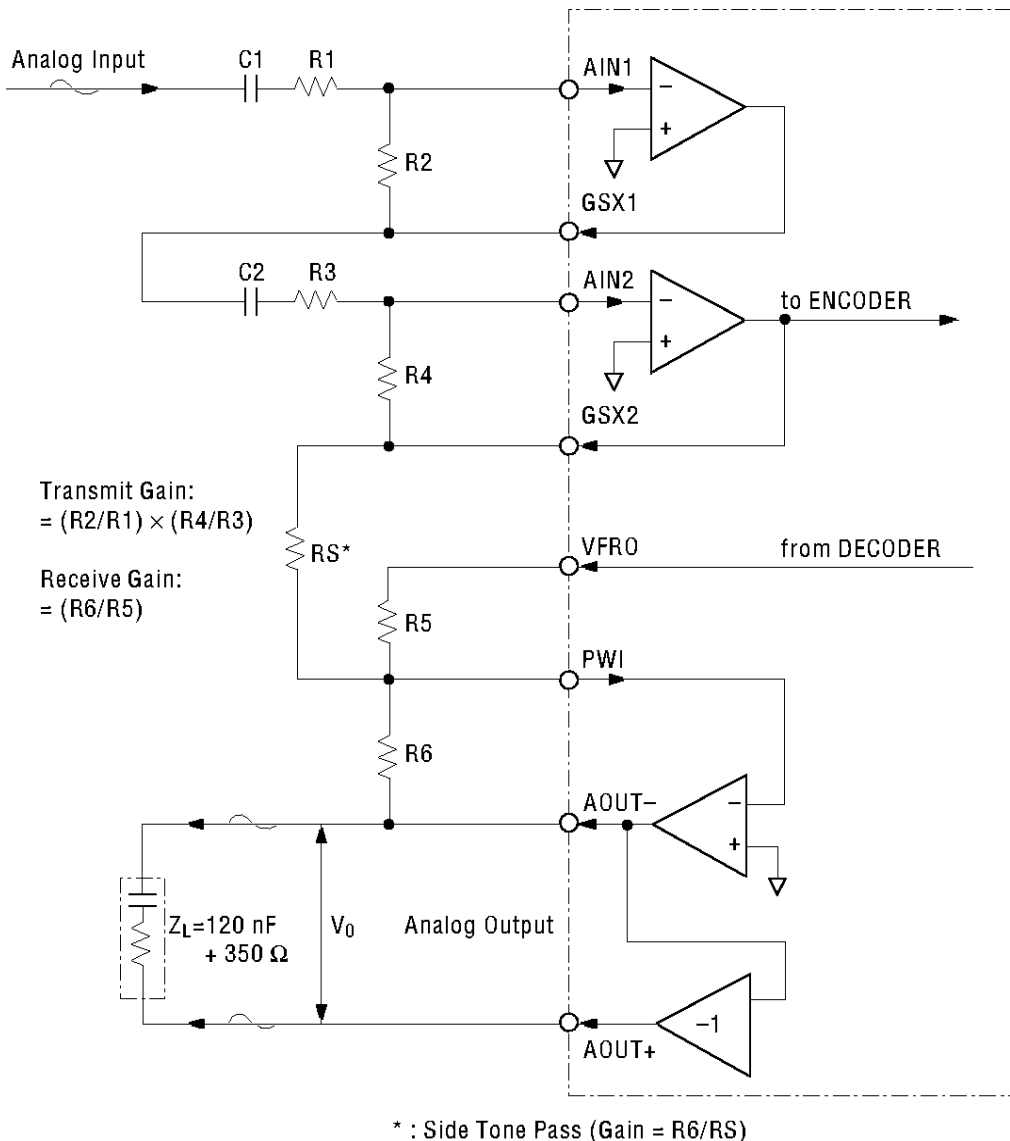 Analog Input
C1
R1
AIN1
−
+
R2
GSX1
C2
R3
AIN2
−
+
to ENCODER
R4
GSX2
Transmit Gain:
= (R2/R1) × (R4/R3)
RS*
VFRO
from DECODER
Receive Gain:
= (R6/R5)
R5
PWI
R6
AOUT−
−
+
ZL=120 nF
+ 350 Ω
V0
Analog Output
−1
AOUT+
* : Side Tone Pass (Gain = R6/RS)